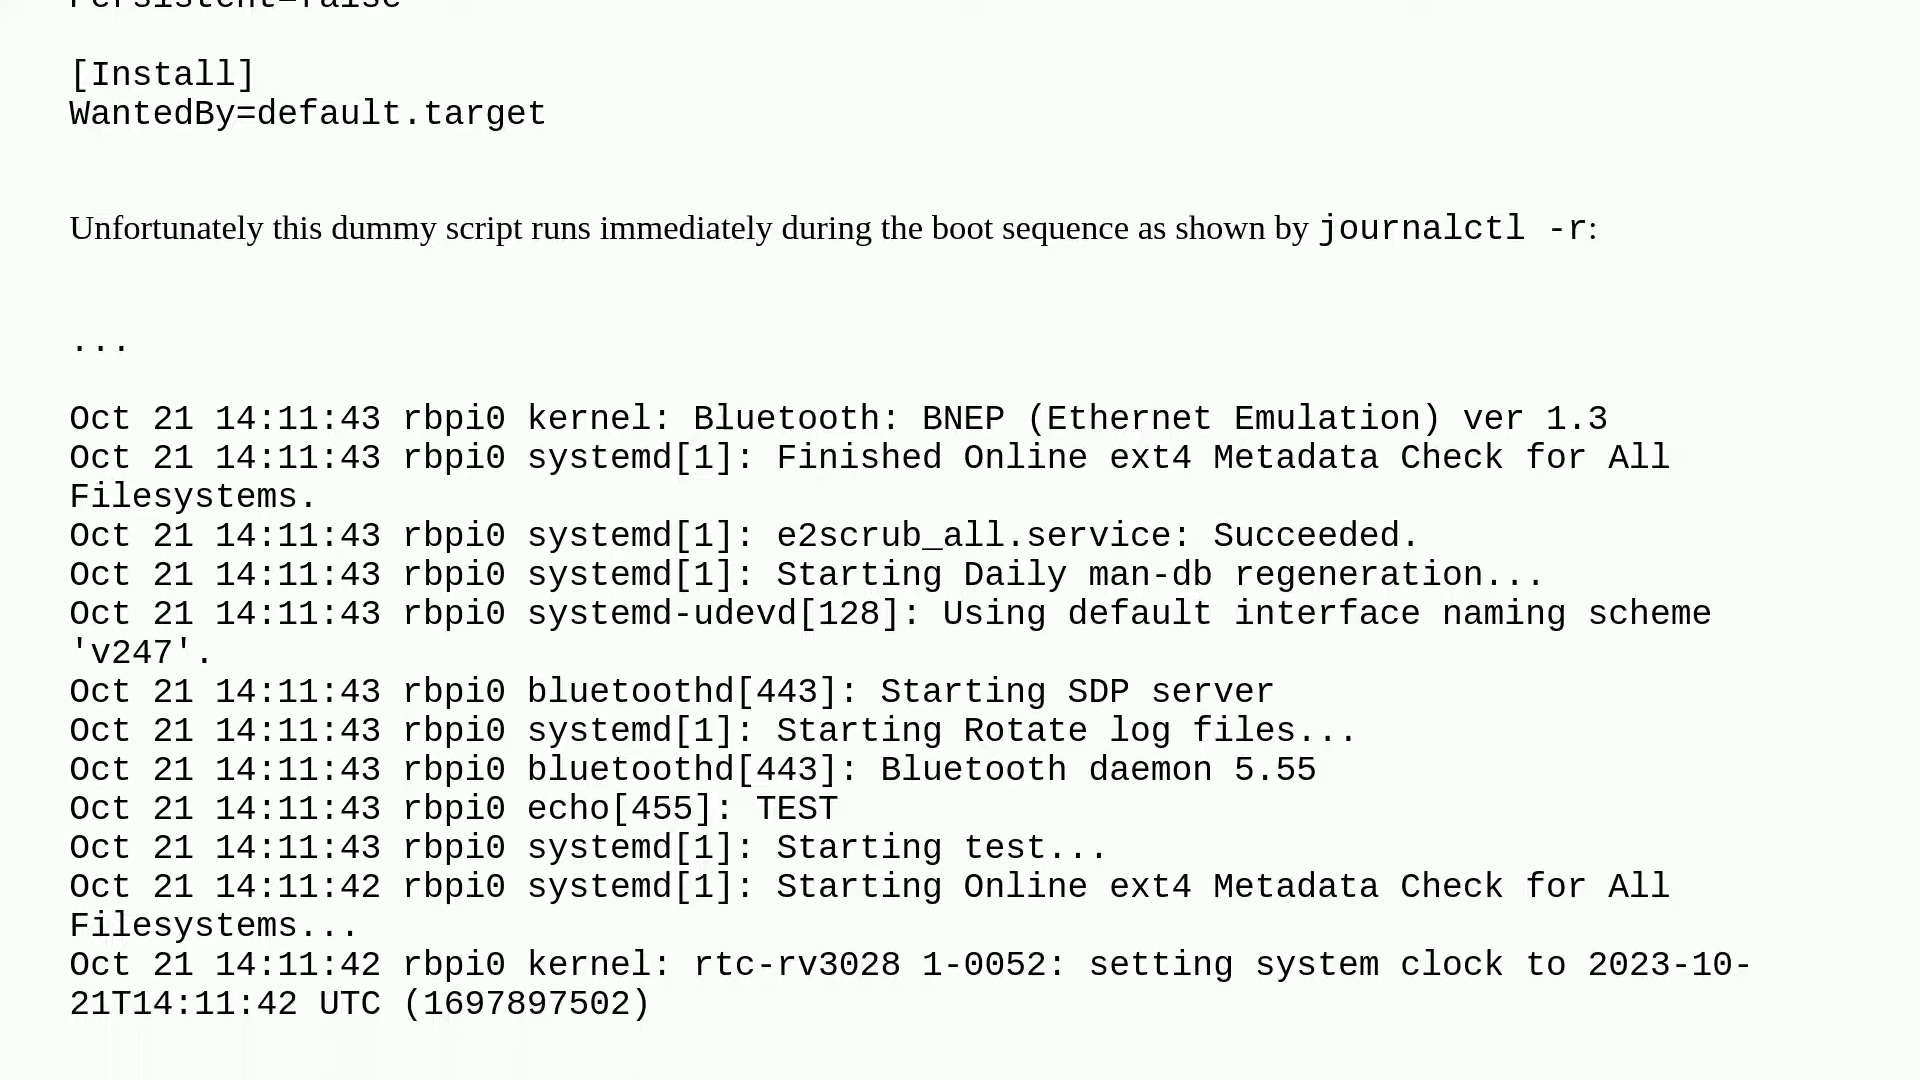 Persistent=false
[Install]
WantedBy=default.target
Unfortunately this dummy script runs immediately during the boot sequence as shown by journalctl -r:
...
Oct 21 14:11:43 rbpi0 kernel: Bluetooth: BNEP (Ethernet Emulation) ver 1.3
Oct 21 14:11:43 rbpi0 systemd[1]: Finished Online ext4 Metadata Check for All
Filesystems.
Oct 21 14:11:43 rbpi0 systemd[1]: e2scrub_all.service: Succeeded.
Oct 21 14:11:43 rbpi0 systemd[1]: Starting Daily man-db regeneration...
Oct 21 14:11:43 rbpi0 systemd-udevd[128]: Using default interface naming scheme
'v247'.
Oct 21 14:11:43 rbpi0 bluetoothd[443]: Starting SDP server
Oct 21 14:11:43 rbpi0 systemd[1]: Starting Rotate log files...
Oct 21 14:11:43 rbpi0 bluetoothd[443]: Bluetooth daemon 5.55
Oct 21 14:11:43 rbpi0 echo[455]: TEST
Oct 21 14:11:43 rbpi0 systemd[1]: Starting test...
Oct 21 14:11:42 rbpi0 systemd[1]: Starting Online ext4 Metadata Check for All
Filesystems...
Oct 21 14:11:42 rbpi0 kernel: rtc-rv3028 1-0052: setting system clock to 2023-10-
21T14:11:42 UTC (1697897502)